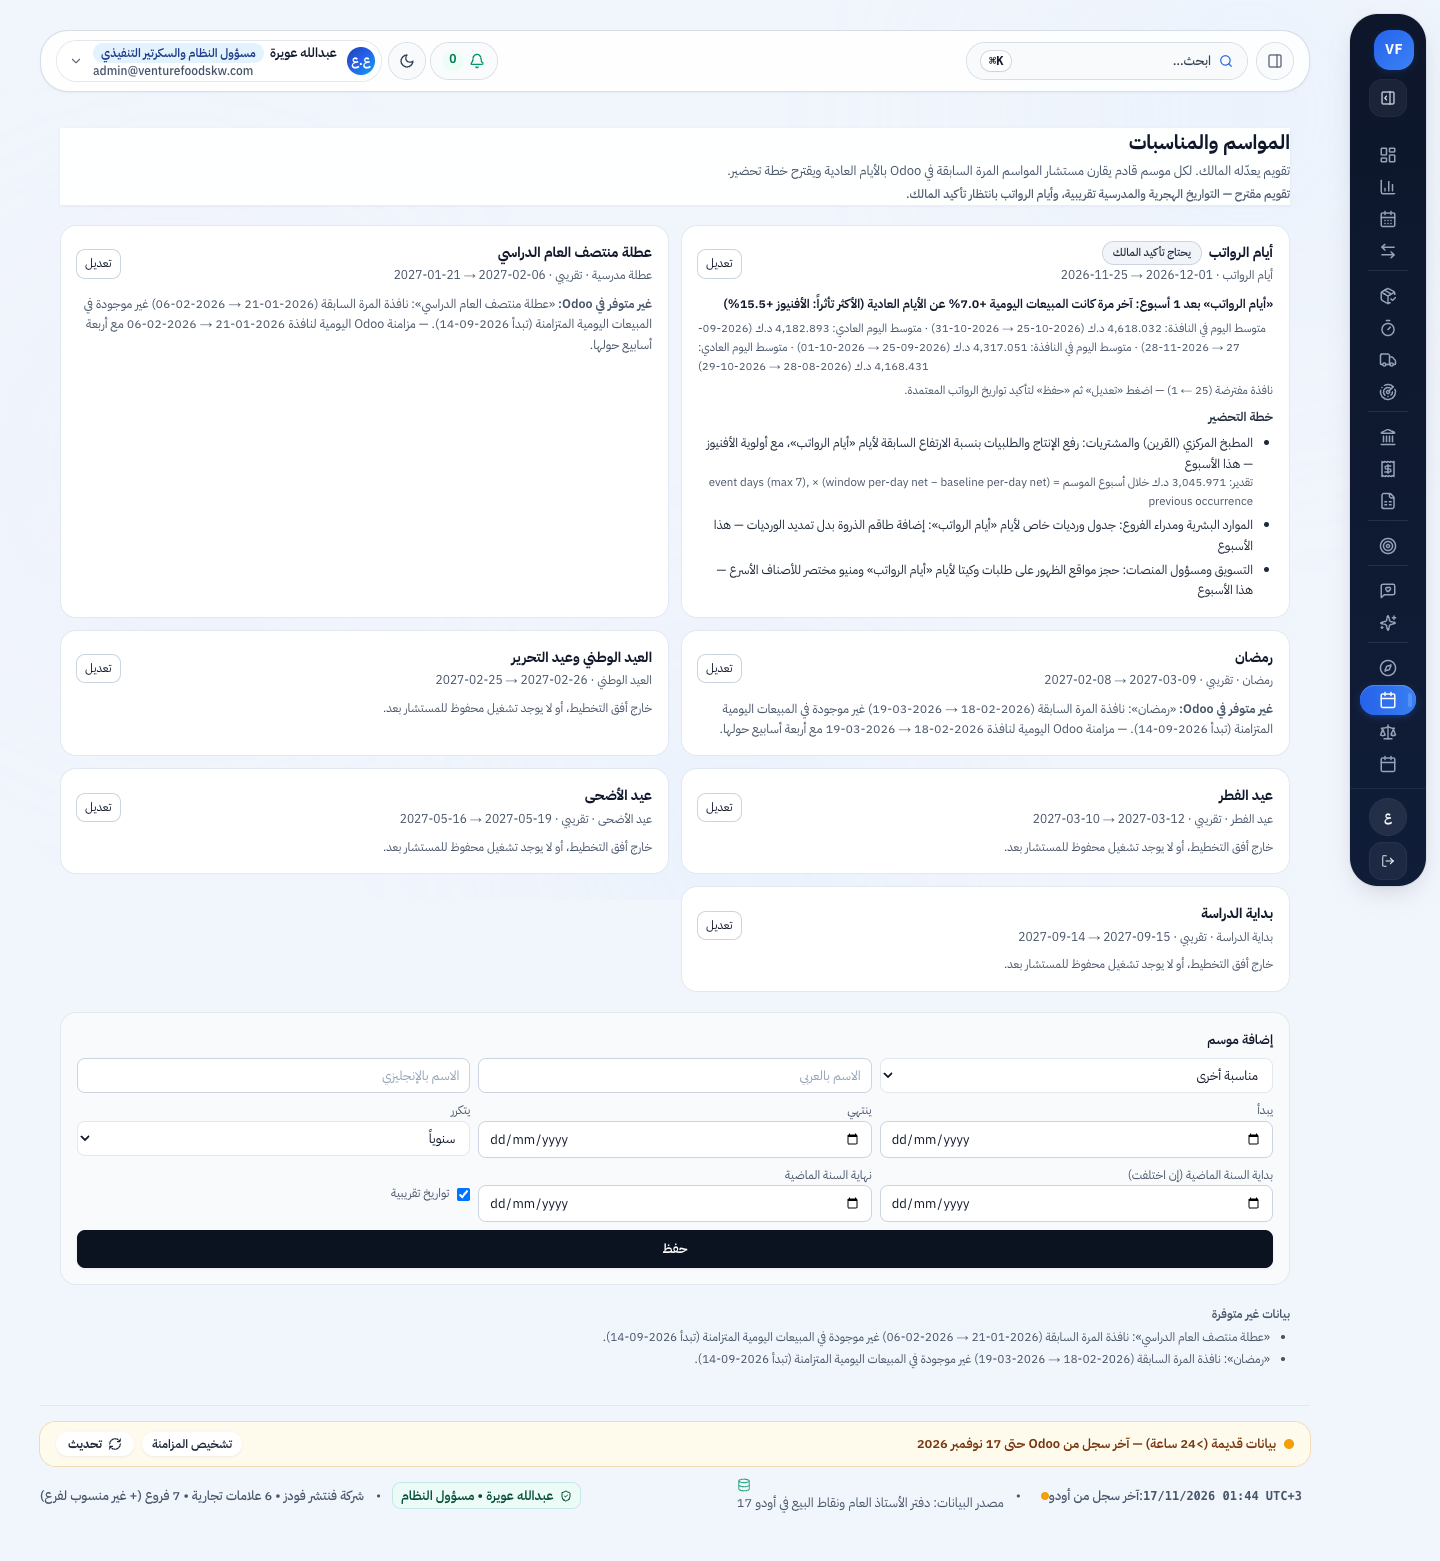 VF
ابحث...
⌘K
0
عبدالله عويرة
مسؤول النظام والسكرتير التنفيذي
admin@venturefoodskw.com
ع.ع
المواسم والمناسبات
تقويم يعدّله المالك. لكل موسم قادم يقارن مستشار المواسم المرة السابقة في Odoo بالأيام العادية ويقترح خطة تحضير.
تقويم مقترح — التواريخ الهجرية والمدرسية تقريبية، وأيام الرواتب بانتظار تأكيد المالك.
أيام الرواتب
يحتاج تأكيد المالك
تعديل
أيام الرواتب · 2026-11-25 → 2026-12-01
«أيام الرواتب» بعد 1 أسبوع: آخر مرة كانت المبيعات اليومية +7.0% عن الأيام العادية (الأكثر تأثراً: الأفنيوز +15.5%)
متوسط اليوم في النافذة: 4,618.032 د.ك (2026-10-25 → 2026-10-31) · متوسط اليوم العادي: 4,182.893 د.ك (2026-09-
27 → 2026-11-28) · متوسط اليوم في النافذة: 4,317.051 د.ك (2026-09-25 → 2026-10-01) · متوسط اليوم العادي:
4,168.431 د.ك (2026-08-28 → 2026-10-29)
نافذة مفترضة (25 ← 1) — اضغط «تعديل» ثم «حفظ» لتأكيد تواريخ الرواتب المعتمدة.
خطة التحضير
المطبخ المركزي (القرين) والمشتريات: رفع الإنتاج والطلبيات بنسبة الارتفاع السابقة لأيام «أيام الرواتب»، مع أولوية الأفنيوز
— هذا الأسبوع
تقدير: 3,045.971 د.ك خلال أسبوع الموسم = event days (max 7), × (window per-day net − baseline per-day net)
previous occurrence
الموارد البشرية ومدراء الفروع: جدول ورديات خاص لأيام «أيام الرواتب»: إضافة طاقم الذروة بدل تمديد الورديات — هذا
الأسبوع
التسويق ومسؤول المنصات: حجز مواقع الظهور على طلبات وكيتا لأيام «أيام الرواتب» ومنيو مختصر للأصناف الأسرع —
هذا الأسبوع
عطلة منتصف العام الدراسي
تعديل
عطلة مدرسية · تقريبي · 2027-02-06 → 2027-01-21
غير متوفر في Odoo: «عطلة منتصف العام الدراسي»: نافذة المرة السابقة (2026-01-21 → 2026-02-06) غير موجودة في
المبيعات اليومية المتزامنة (تبدأ 2026-09-14). — مزامنة Odoo اليومية لنافذة 2026-01-21 → 2026-02-06 مع أربعة
أسابيع حولها.
رمضان
تعديل
رمضان · تقريبي · 2027-03-09 → 2027-02-08
غير متوفر في Odoo: «رمضان»: نافذة المرة السابقة (2026-02-18 → 2026-03-19) غير موجودة في المبيعات اليومية
المتزامنة (تبدأ 2026-09-14). — مزامنة Odoo اليومية لنافذة 2026-02-18 → 2026-03-19 مع أربعة أسابيع حولها.
العيد الوطني وعيد التحرير
تعديل
العيد الوطني · 2027-02-26 → 2027-02-25
خارج أفق التخطيط، أو لا يوجد تشغيل محفوظ للمستشار بعد.
عيد الفطر
تعديل
عيد الفطر · تقريبي · 2027-03-12 → 2027-03-10
خارج أفق التخطيط، أو لا يوجد تشغيل محفوظ للمستشار بعد.
عيد الأضحى
تعديل
عيد الأضحى · تقريبي · 2027-05-19 → 2027-05-16
خارج أفق التخطيط، أو لا يوجد تشغيل محفوظ للمستشار بعد.
بداية الدراسة
تعديل
بداية الدراسة · تقريبي · 2027-09-15 → 2027-09-14
خارج أفق التخطيط، أو لا يوجد تشغيل محفوظ للمستشار بعد.
إضافة موسم
مناسبة أخرى
الاسم بالعربي
الاسم بالإنجليزي
يبدأ
ينتهي
يتكرر
dd/mm/yyyy
dd/mm/yyyy
سنوياً
بداية السنة الماضية (إن اختلفت)
نهاية السنة الماضية
dd/mm/yyyy
dd/mm/yyyy
تواريخ تقريبية
حفظ
بيانات غير متوفرة
«عطلة منتصف العام الدراسي»: نافذة المرة السابقة (2026-01-21 → 2026-02-06) غير موجودة في المبيعات اليومية المتزامنة (تبدأ 2026-09-14).
«رمضان»: نافذة المرة السابقة (2026-02-18 → 2026-03-19) غير موجودة في المبيعات اليومية المتزامنة (تبدأ 2026-09-14).
ع
بيانات قديمة (>24 ساعة) — آخر سجل من Odoo حتى 17 نوفمبر 2026
تشخيص المزامنة
تحديث
آخر سجل من أودو: 17/11/2026 01:44 UTC+3
•
مصدر البيانات: دفتر الأستاذ العام ونقاط البيع في أودو 17
عبدالله عويرة • مسؤول النظام
•
شركة فنتشر فودز • 6 علامات تجارية • 7 فروع (+ غير منسوب لفرع)